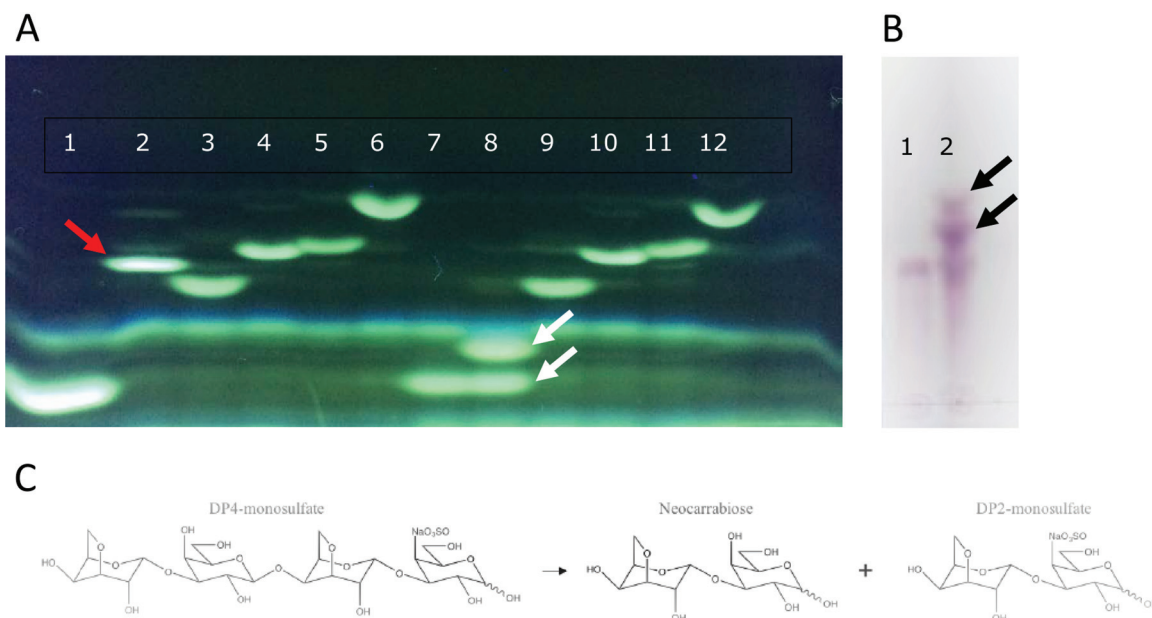 A
B
1 2 3 4 5 6 7 8 9 10 11 12
1 2
C
DP4-monosulfate
Neocarrabiose
DP2-monosulfate
OH
NaO₃SO
OH
OH
HO
O
O
O
O
O
O
O
O
O
OH
OH
OH
OH
OH
OH
HO
O
O
O
O
OH
OH
OH
OH
OH
+
HO
O
O
O
O
NaO₃SO
OH
OH
OH